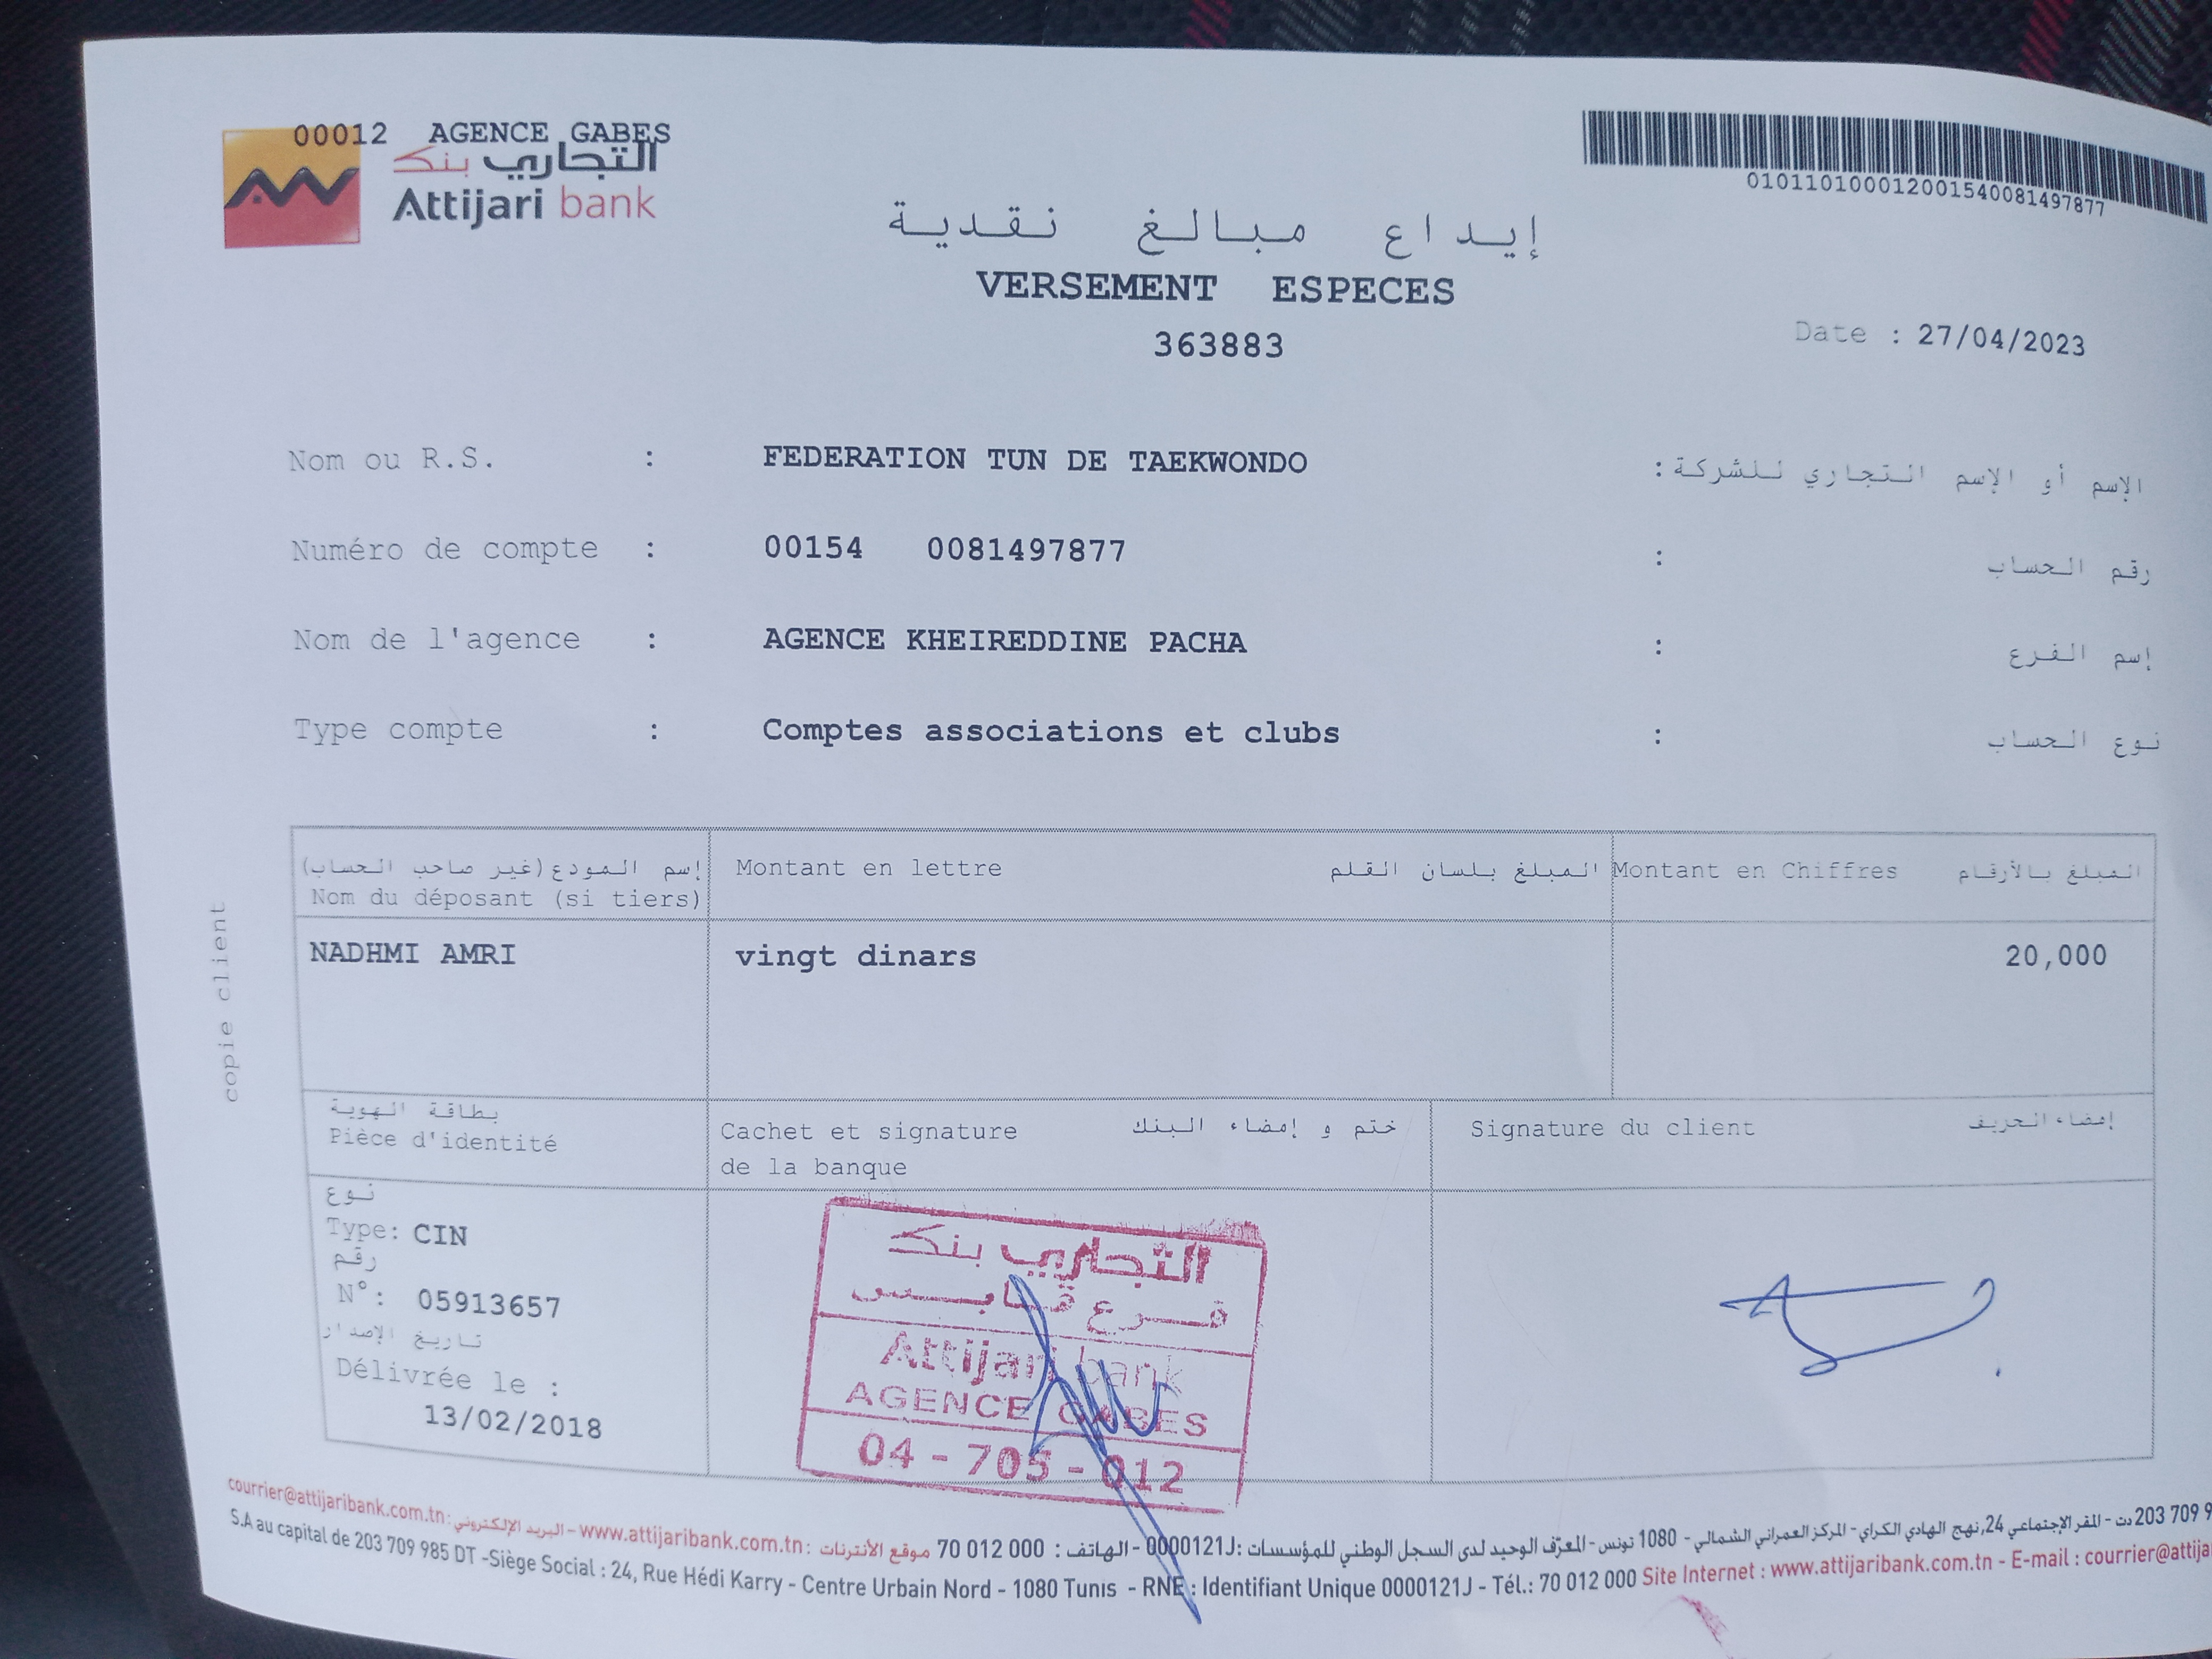 00012 AGENCE GABES
التجاري بنك
Attijari bank
010110100012001540081497877
إيداع مبالغ نقدية
VERSEMENT ESPECES
363883
Date : 27/04/2023
Nom ou R.S. : FEDERATION TUN DE TAEKWONDO الإسم أو الإسم التجاري للشركة :
Numéro de compte : 00154 0081497877 رقم الحساب :
Nom de l'agence : AGENCE KHEIREDDINE PACHA إسم الفرع :
Type compte : Comptes associations et clubs نوع الحساب :
إسم المودع (غير صاحب الحساب)
Nom du déposant (si tiers)
Montant en lettre المبلغ بلسان القلم
Montant en Chiffres المبلغ بالأرقام
NADHMI AMRI
vingt dinars
20,000
copie client
بطاقة الهوية
Pièce d'identité
Cachet et signature ختم و إمضاء البنك
de la banque
Signature du client إمضاء الحريف
نوع
Type: CIN
رقم
N°: 05913657
تاريخ الإصدار
Délivrée le :
13/02/2018
التجاري بنك
فرع قابس
Attijari bank
AGENCE GABES
04 - 705 - 012
203 709 9 دت - المقر الإجتماعي 24, نهج الهادي الكراي - المركز العمراني الشمالي - 1080 تونس - المعرّف الوحيد لدى السجل الوطني للمؤسسات :0000121J - الهاتف : 70 012 000 موقع الأنترنات : www.attijaribank.com.tn - البريد الإلكتروني : courrier@attijaribank.com.tn
S.A au capital de 203 709 985 DT -Siège Social : 24, Rue Hédi Karry - Centre Urbain Nord - 1080 Tunis - RNE : Identifiant Unique 0000121J - Tél.: 70 012 000 Site Internet : www.attijaribank.com.tn - E-mail : courrier@attija